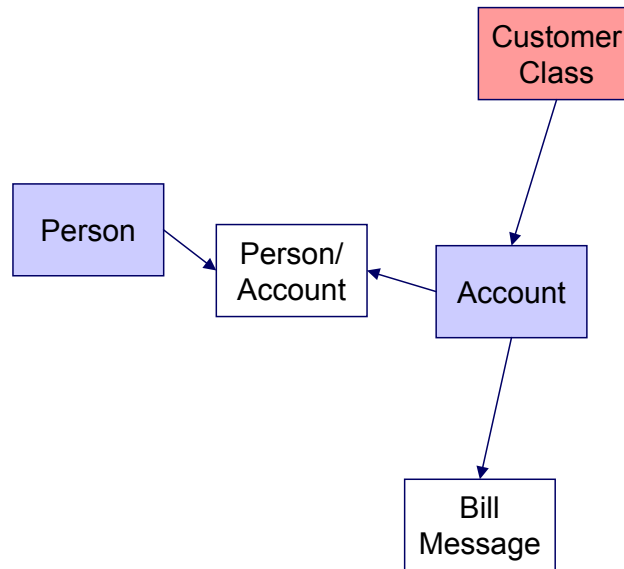 Customer
Class
Person
Person/
Account
Account
Bill
Message